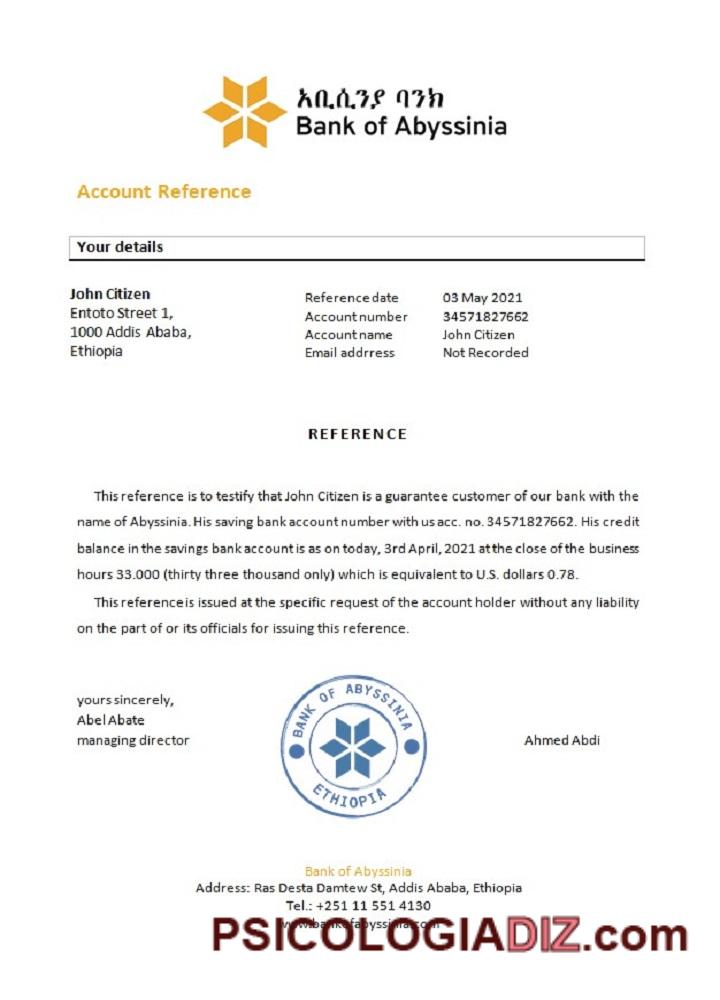 አቢሲንያ ባንክ
Bank of Abyssinia
Account Reference
Your details
John Citizen
Entoto Street 1,
1000 Addis Ababa,
Ethiopia
Reference date 03 May 2021
Account number 34571827662
Account name John Citizen
Email addrress Not Recorded
REFERENCE
This reference is to testify that John Citizen is a guarantee customer of our bank with the
name of Abyssinia. His saving bank account number with us acc. no. 34571827662. His credit
balance in the savings bank account is as on today, 3rd April, 2021 at the close of the business
hours 33.000 (thirty three thousand only) which is equivalent to U.S. dollars 0.78.
This reference is issued at the specific request of the account holder without any liability
on the part of or its officials for issuing this reference.
yours sincerely,
Abel Abate
managing director
BANK OF ABYSSINIA
ETHIOPIA
Ahmed Abdi
Bank of Abyssinia
Address: Ras Desta Damtew St, Addis Ababa, Ethiopia
Tel.: +251 11 551 4130
www.bankofabyssinia.com
PSICOLOGIADIZ.com